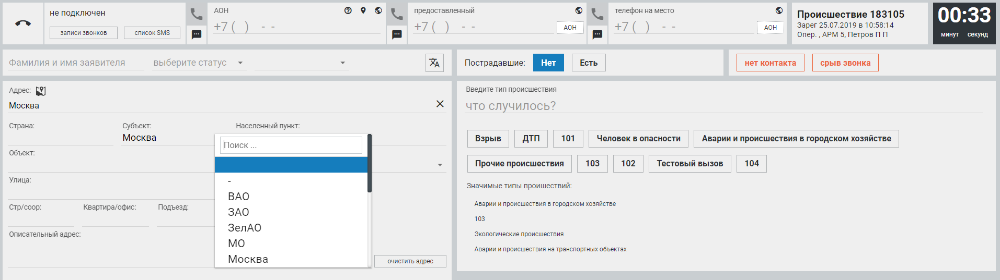 не подключен
записи звонков
список SMS
АОН
+7 ( ) - -
предоставленный
+7 ( ) - -
АОН
телефон на место
+7 ( ) - -
АОН
Происшествие 183105
Зарег 25.07.2019 в 10:58:14
Опер. , АРМ 5, Петров П П
00:33
минут
секунд
Фамилия и имя заявителя
выберите статус
Пострадавшие:
Нет
Есть
нет контакта
срыв звонка
Адрес:
Москва
Страна:
Субъект:
Москва
Населенный пункт:
Объект:
Улица:
Стр/соор:
Квартира/офис:
Подъезд:
Описательный адрес:
Поиск ...
-
ВАО
ЗАО
ЗелАО
МО
Москва
очистить адрес
Введите тип происшествия
что случилось?
Взрыв
ДТП
101
Человек в опасности
Аварии и происшествия в городском хозяйстве
Прочие происшествия
103
102
Тестовый вызов
104
Значимые типы проишествий:
Аварии и происшествия в городском хозяйстве
103
Экологические происшествия
Аварии и происшествия на транспортных объектах